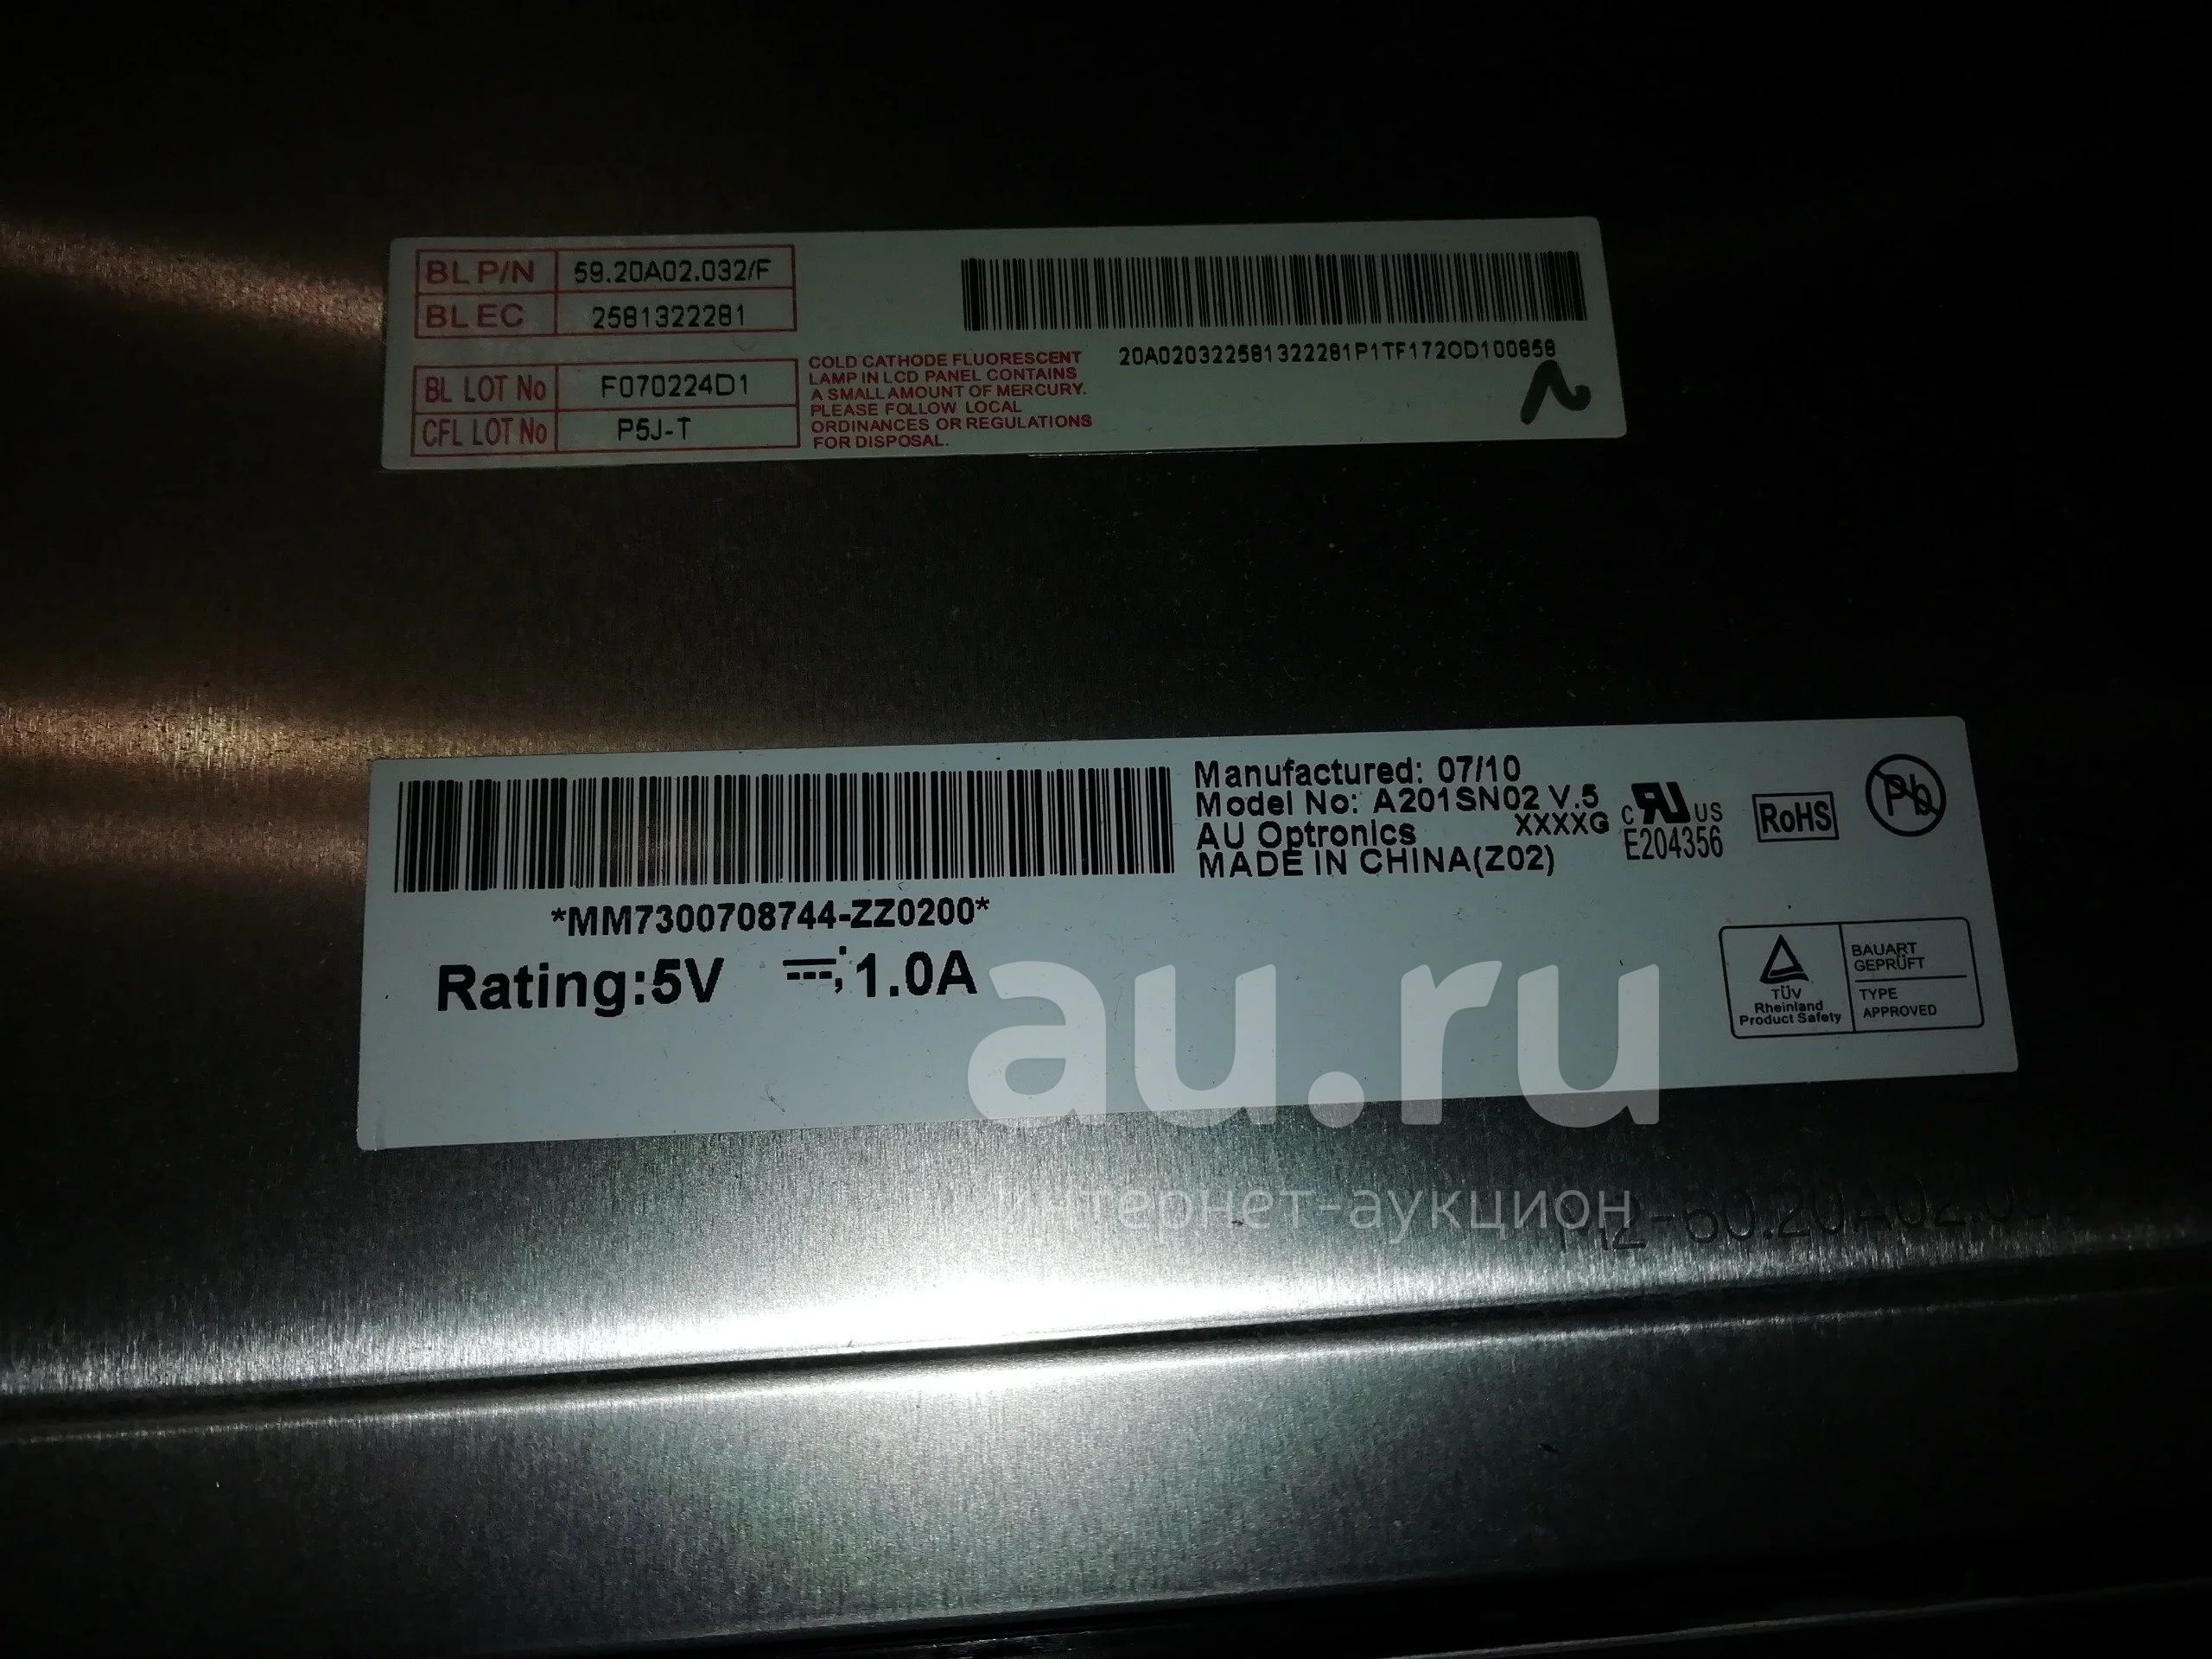 BL P/N 59.20A02.032/F
BL EC 2581322281
BL LOT No F070224D1
CFL LOT No P5J-T
COLD CATHODE FLUORESCENT
LAMP IN LCD PANEL CONTAINS
A SMALL AMOUNT OF MERCURY.
PLEASE FOLLOW LOCAL
ORDINANCES OR REGULATIONS
FOR DISPOSAL.
20A020322581322281P1TF172OD100858
*MM7300708744-ZZ0200*
Rating:5V 1.0A
Manufactured: 07/10
Model No: A201SN02 V.5
AU Optronics XXXXG
MADE IN CHINA(Z02)
C US
E204356
RoHS
Pb
TÜV
Rheinland
Product Safety
BAUART
GEPRÜFT
TYPE
APPROVED
au.ru
интернет-аукцион